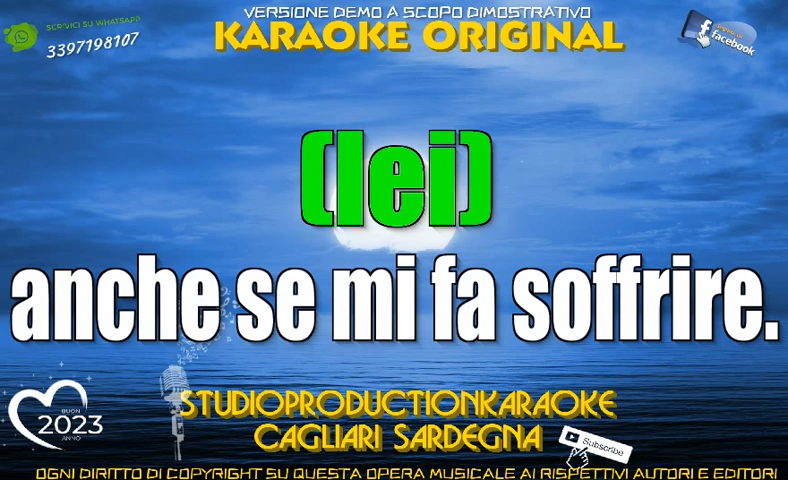 SCRIVICI SU WHATSAPP
3397198107
VERSIONE DEMO A SCOPO DIMOSTRATIVO
KARAOKE ORIGINAL
facebook
(lei)
anche se mi fa soffrire.
BUON
2023
ANNO
STUDIOPRODUCTIONKARAOKE
CAGLIARI SARDEGNA
Subscribe
OGNI DIRITTO DI COPYRIGHT SU QUESTA OPERA MUSICALE AI RISPETTIVI AUTORI E EDITORI